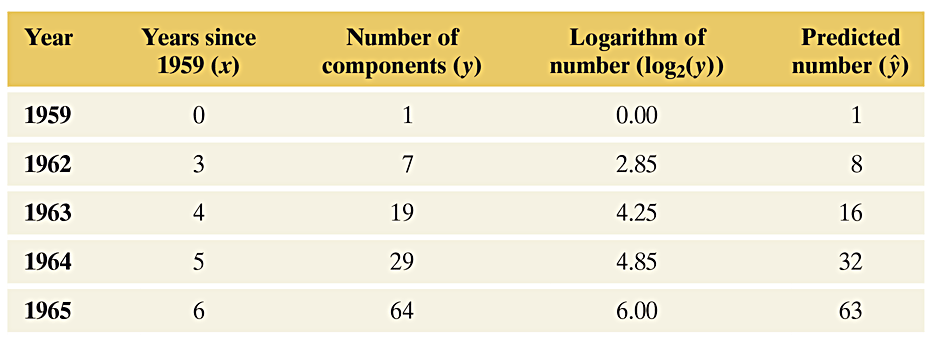 Year Years since 1959 (x) Number of components (y) Logarithm of number (log₂(y)) Predicted number (ŷ)
1959 0 1 0.00 1
1962 3 7 2.85 8
1963 4 19 4.25 16
1964 5 29 4.85 32
1965 6 64 6.00 63